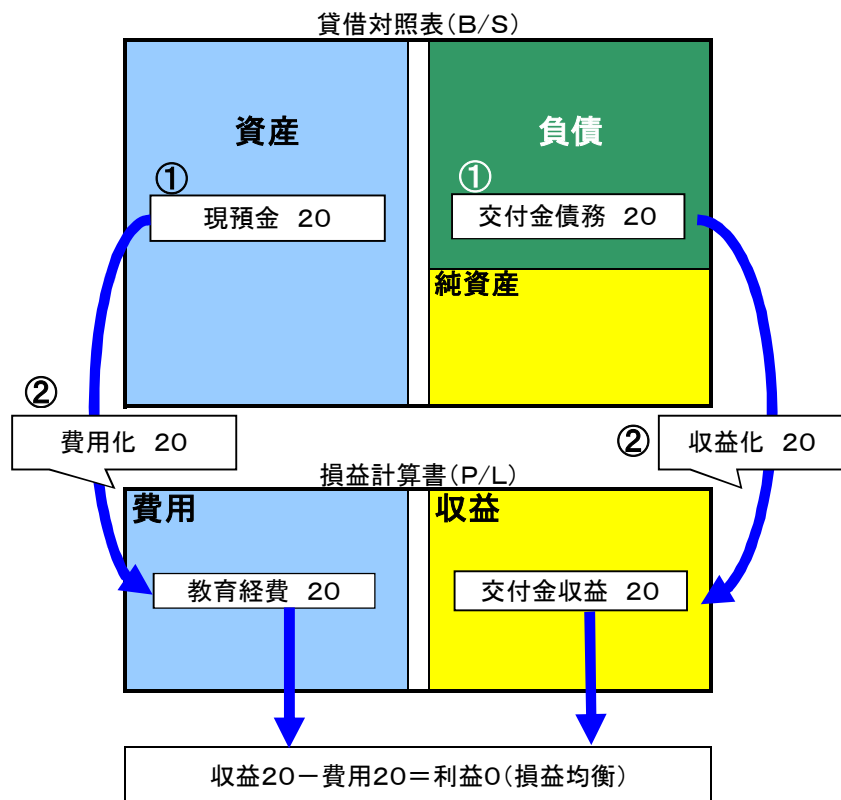 貸借対照表(B/S)
資産
負債
①
①
現預金 20
交付金債務 20
純資産
②
費用化 20
②
収益化 20
損益計算書(P/L)
費用
収益
教育経費 20
交付金収益 20
収益20-費用20=利益0(損益均衡)